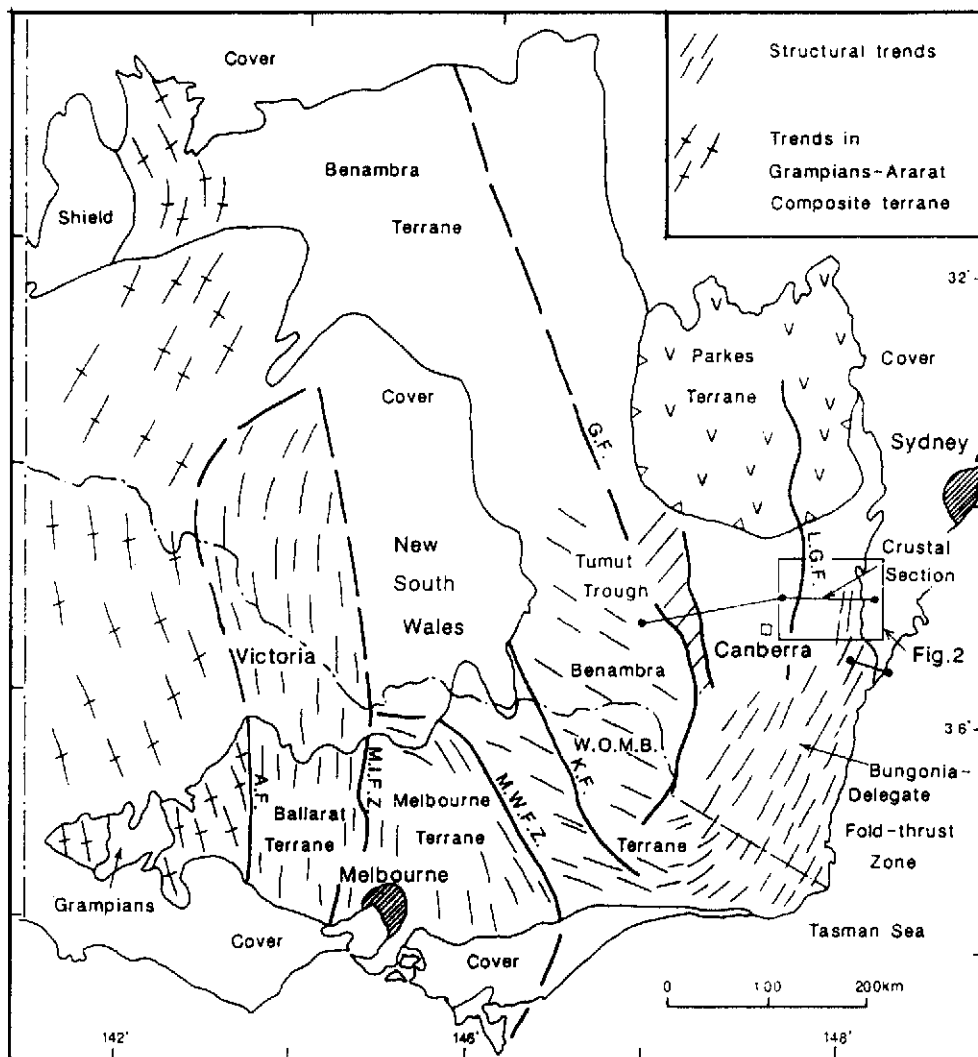 Cover
Structural trends
Trends in
Grampians-Ararat
Composite terrane
Benambra
Terrane
Shield
32'
Parkes
Terrane
Cover
Cover
Sydney
G.F.
L.G.F.
New
South
Wales
Tumut
Trough
Crustal
Section
Victoria
Canberra
Fig.2
Benambra
W.O.M.B.
36'
Bungonia-
Delegate
Fold-thrust
Zone
A.F.
M.I.F.Z.
K.F.
M.W.F.Z.
Ballarat
Terrane
Melbourne
Terrane
Terrane
Melbourne
Grampians
Cover
Cover
Tasman Sea
0 100 200km
142'
146'
148'